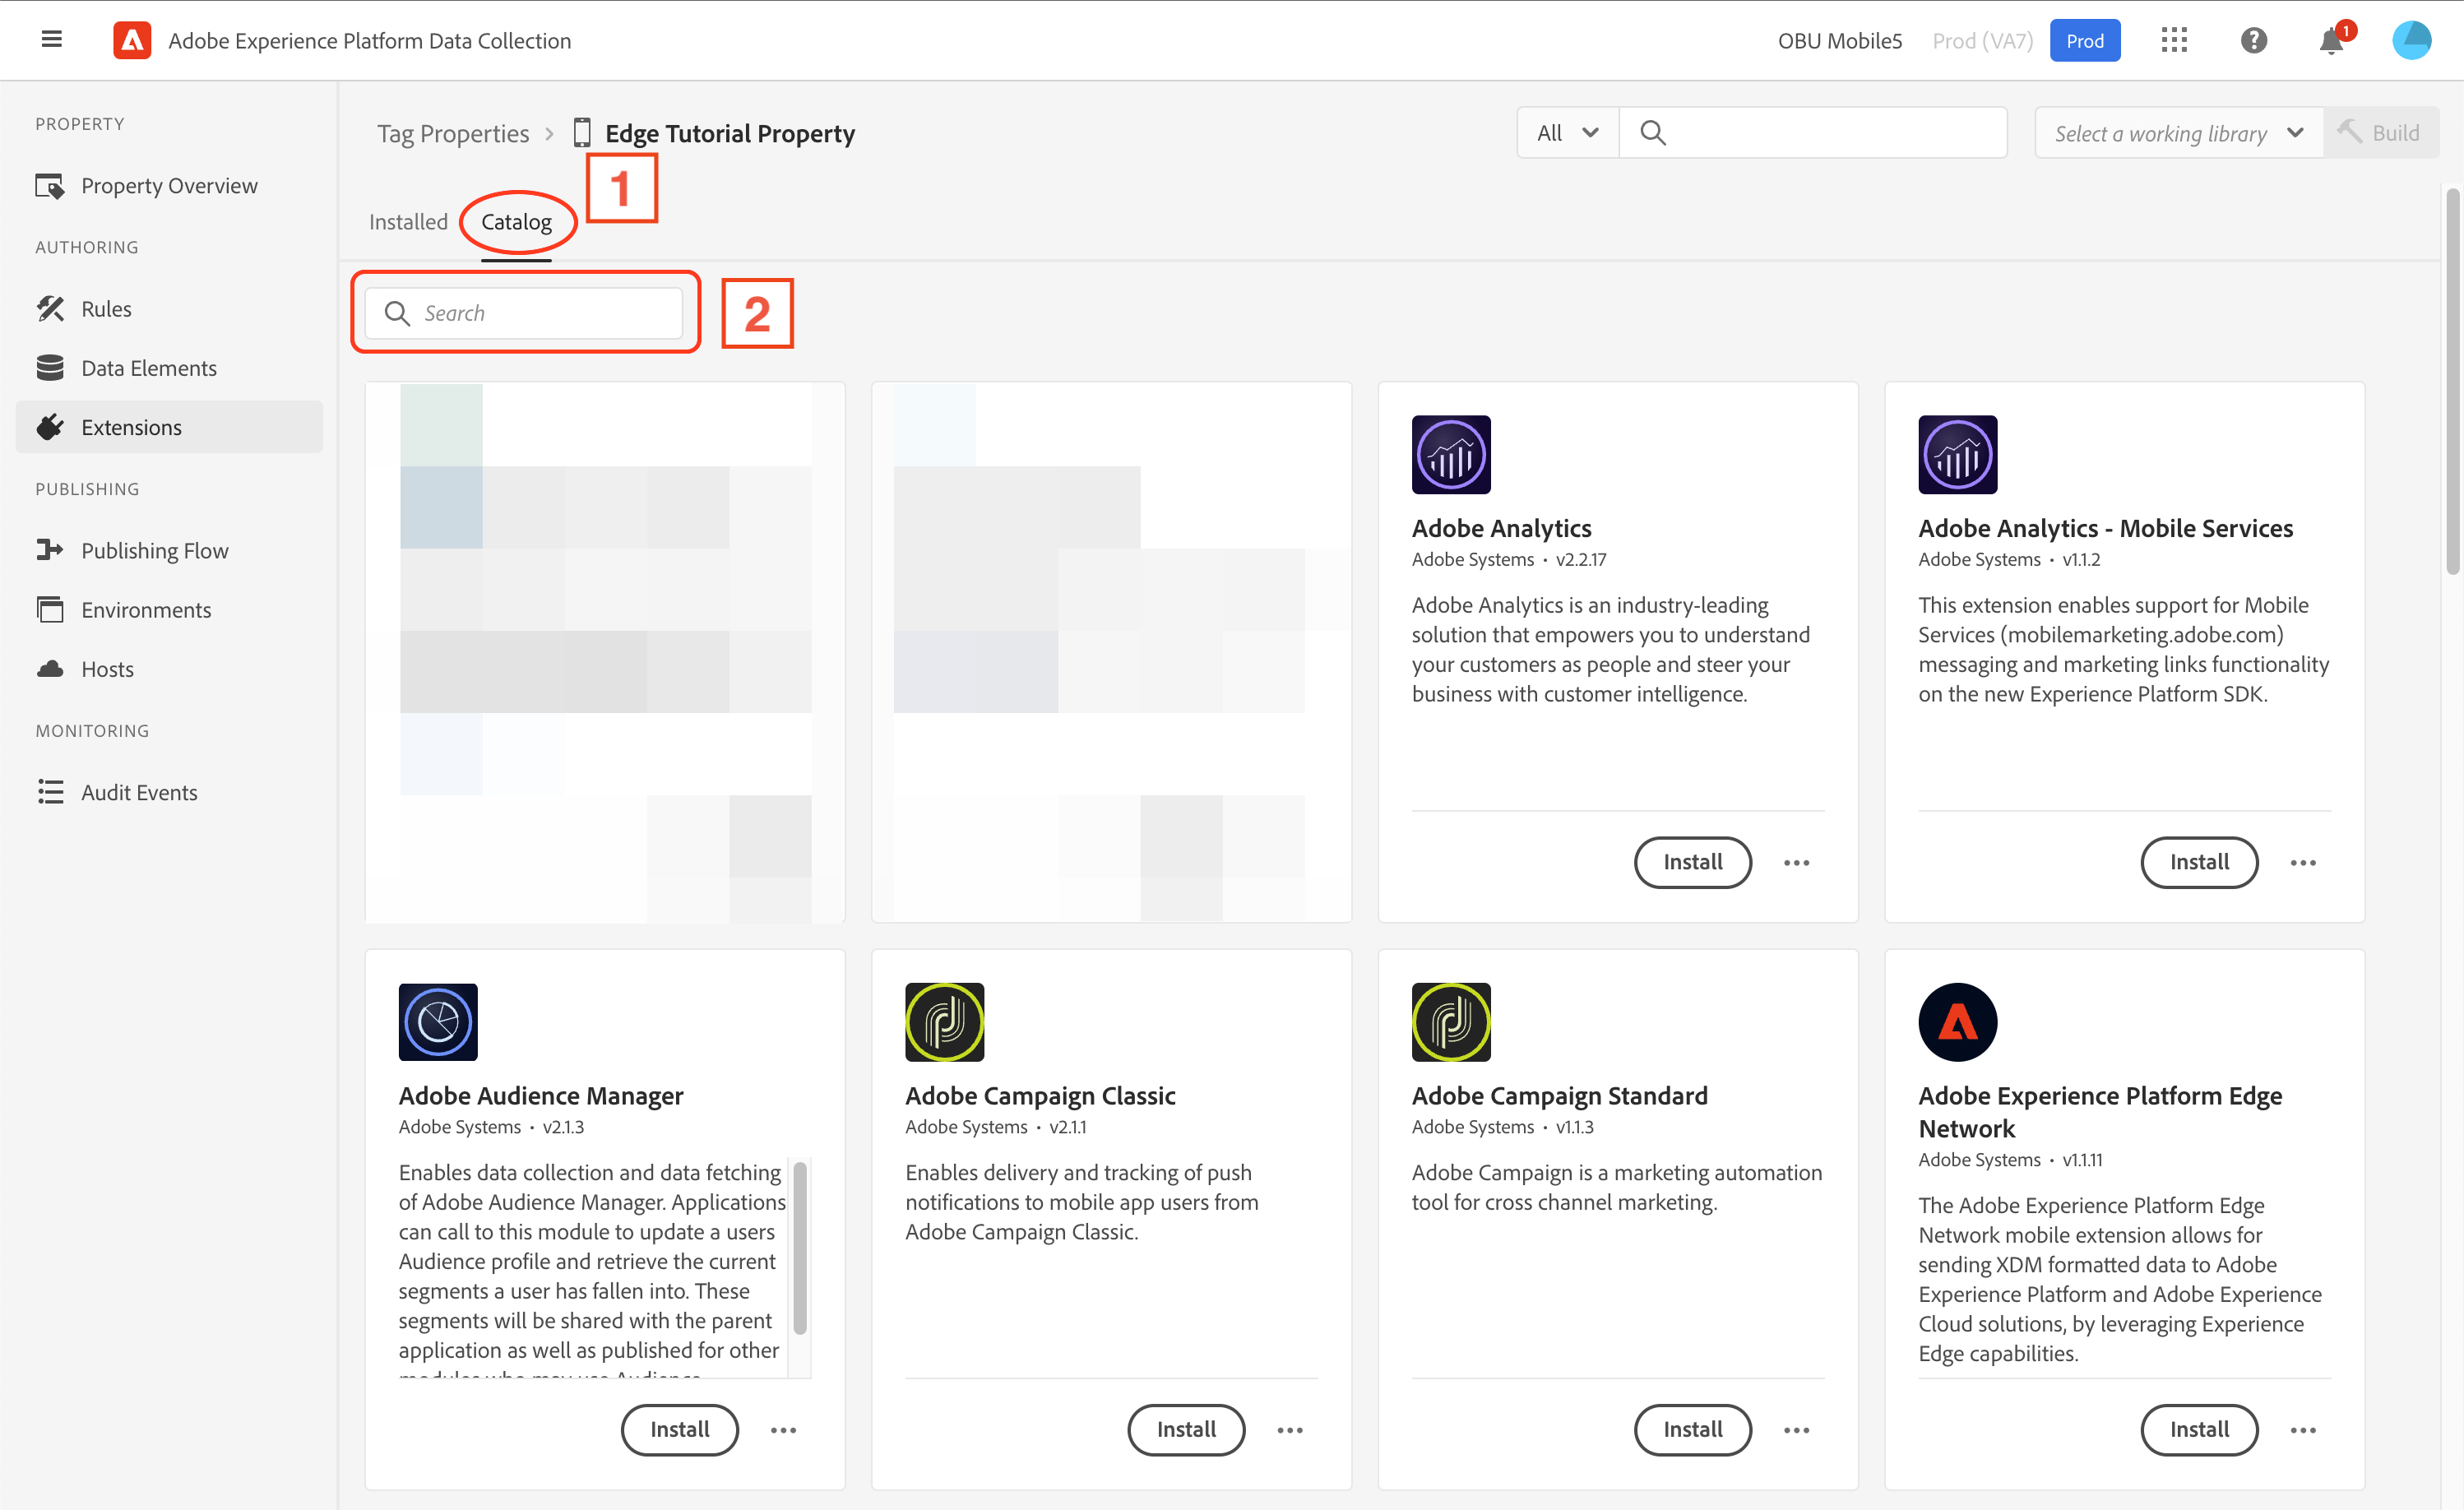 Adobe Experience Platform Data Collection
OBU Mobile5
Prod (VA7)
Prod
1
PROPERTY
Property Overview
AUTHORING
Rules
Data Elements
Extensions
PUBLISHING
Publishing Flow
Environments
Hosts
MONITORING
Audit Events
Tag Properties > Edge Tutorial Property
All
Select a working library
Build
1
Installed
Catalog
Search
2
Adobe Analytics
Adobe Systems • v2.2.17
Adobe Analytics is an industry-leading
solution that empowers you to understand
your customers as people and steer your
business with customer intelligence.
Install
Adobe Analytics - Mobile Services
Adobe Systems • v1.1.2
This extension enables support for Mobile
Services (mobilemarketing.adobe.com)
messaging and marketing links functionality
on the new Experience Platform SDK.
Install
Adobe Audience Manager
Adobe Systems • v2.1.3
Enables data collection and data fetching
of Adobe Audience Manager. Applications
can call to this module to update a users
Audience profile and retrieve the current
segments a user has fallen into. These
segments will be shared with the parent
application as well as published for other
Install
Adobe Campaign Classic
Adobe Systems • v2.1.1
Enables delivery and tracking of push
notifications to mobile app users from
Adobe Campaign Classic.
Install
Adobe Campaign Standard
Adobe Systems • v1.1.3
Adobe Campaign is a marketing automation
tool for cross channel marketing.
Install
Adobe Experience Platform Edge
Network
Adobe Systems • v1.1.11
The Adobe Experience Platform Edge
Network mobile extension allows for
sending XDM formatted data to Adobe
Experience Platform and Adobe Experience
Cloud solutions, by leveraging Experience
Edge capabilities.
Install